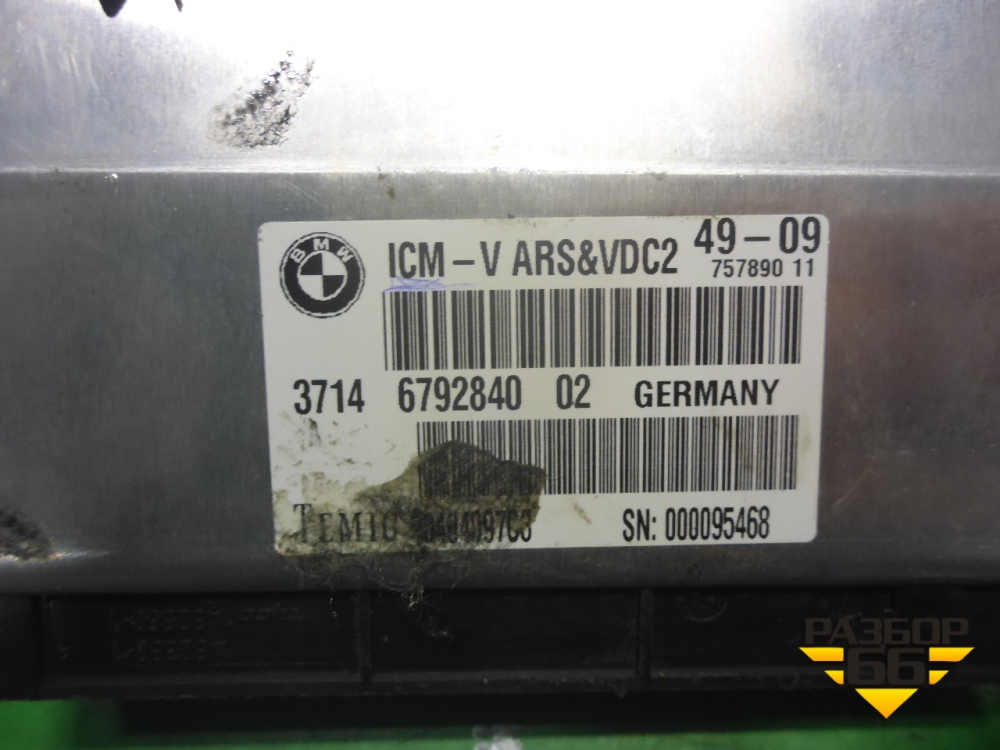 BMW
ICM – V ARS&VDC2 49 – 09
757890 11
3714 6792840 02 GERMANY
TEMIC
SN: 000095468
РАЗБОР
66